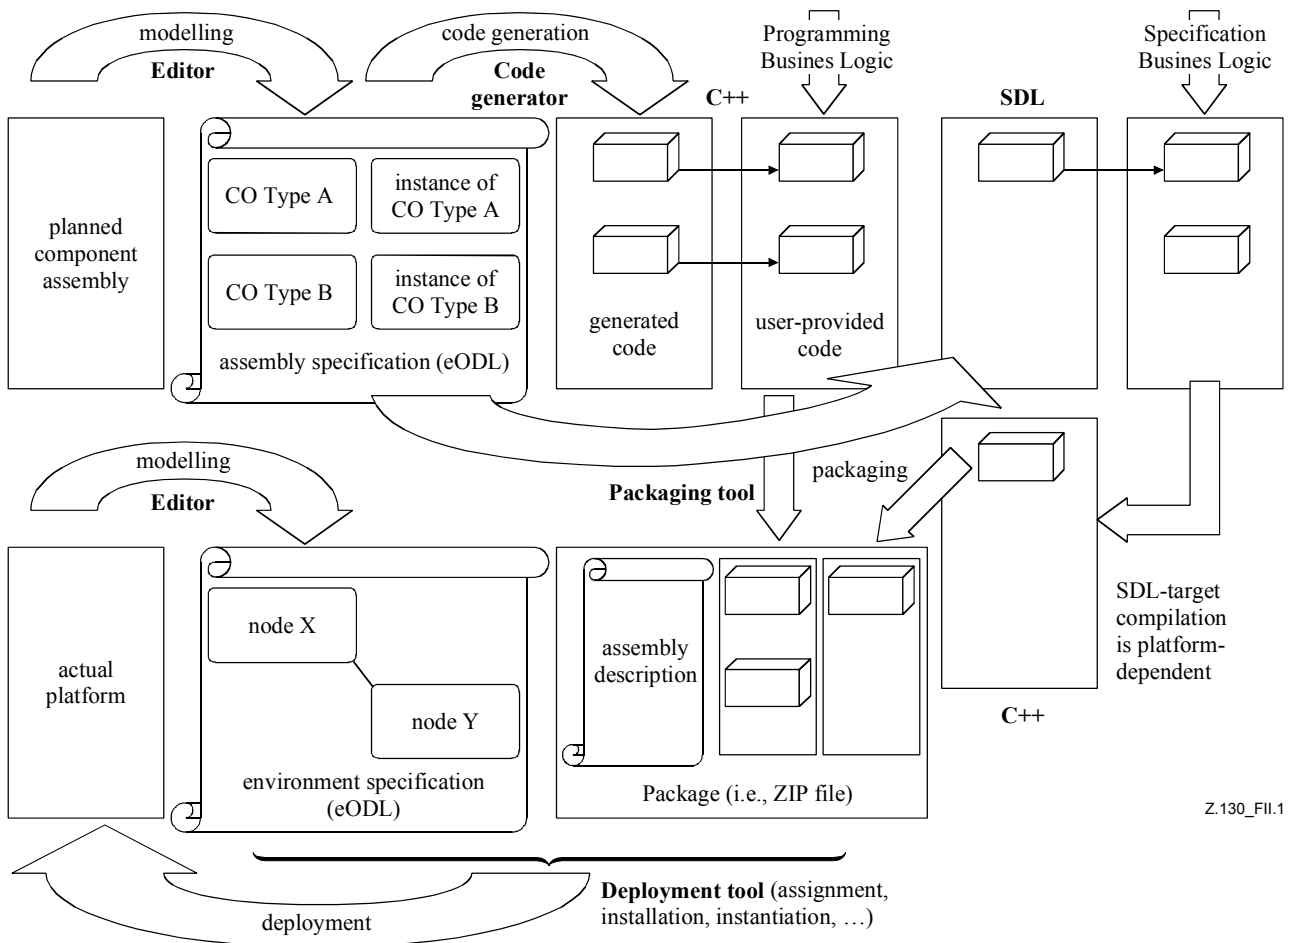 modelling
Editor
code generation
Code
generator
C++
Programming
Busines Logic
SDL
Specification
Busines Logic
planned
component
assembly
CO Type A
instance of
CO Type A
CO Type B
instance of
CO Type B
assembly specification (eODL)
generated
code
user-provided
code
modelling
Editor
Packaging tool
packaging
actual
platform
node X
node Y
environment specification
(eODL)
assembly
description
Package (i.e., ZIP file)
SDL-target
compilation
is platform-
dependent
C++
Z.130_FII.1
deployment
Deployment tool (assignment,
installation, instantiation, …)